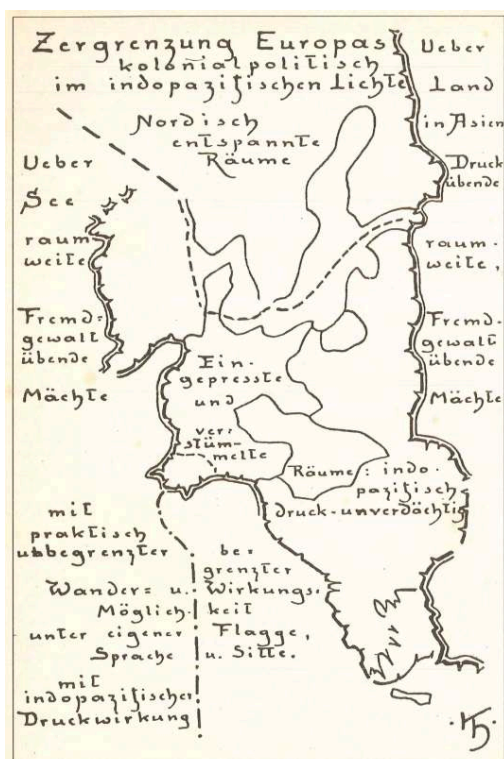 Zergrenzung Europas
kolonialpolitisch
im indopazifischen Lichte
Nordisch
entspannte
Räume
Ueber
See
raum=
weite
Fremd=
gewalt
übende
Mächte
Ueber
Land
in Asien
Druck
übende
raum-
weite,
Fremd=
gewalt
übende
Mächte
Ein-
gepresste
und
ver=
stüm-
melte
Räume: indo-
pazifisch
druck-unverdächtig
mit
praktisch
unbegrenzter
Wander= u.
Möglich-
unter eigener
Sprache
mit
indopazifischer
Druckwirkung
be=
grenzter
Wirkungs-
keit
Flagge,
u. Sitte.